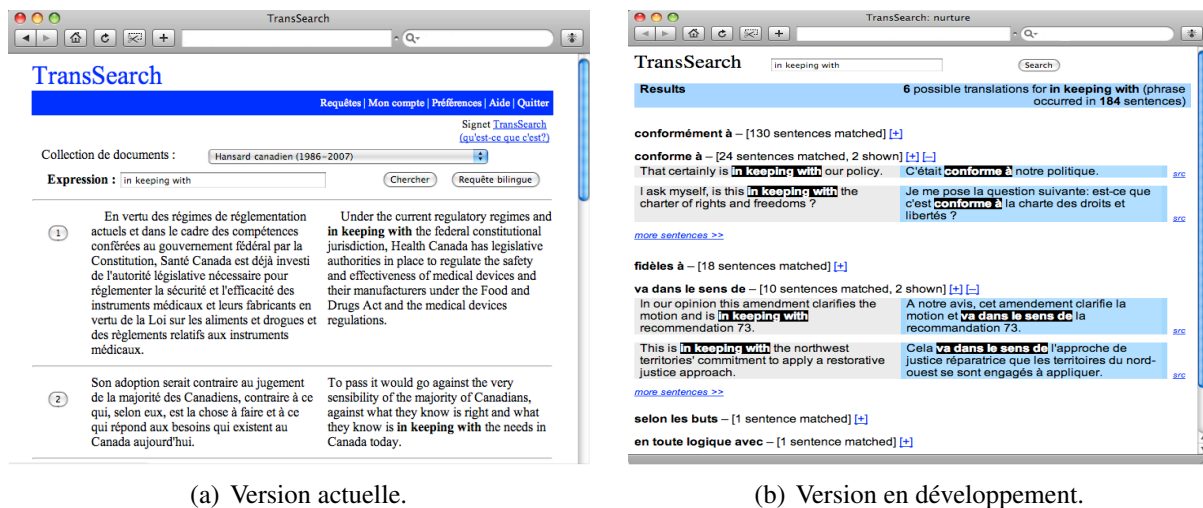 TransSearch
TransSearch
Requêtes | Mon compte | Préférences | Aide | Quitter
Signet TransSearch
(qu'est-ce que c'est?)
Collection de documents :
Hansard canadien (1986-2007)
Expression :
in keeping with
Chercher
Requête bilingue
1
En vertu des régimes de réglementation
actuels et dans le cadre des compétences
conférées au gouvernement fédéral par la
Constitution, Santé Canada est déjà investi
de l'autorité législative nécessaire pour
réglementer la sécurité et l'efficacité des
instruments médicaux et leurs fabricants en
vertu de la Loi sur les aliments et drogues et
des règlements relatifs aux instruments
médicaux.
Under the current regulatory regimes and
in keeping with the federal constitutional
jurisdiction, Health Canada has legislative
authorities in place to regulate the safety
and effectiveness of medical devices and
their manufacturers under the Food and
Drugs Act and the medical devices
regulations.
2
Son adoption serait contraire au jugement
de la majorité des Canadiens, contraire à ce
qui, selon eux, est la chose à faire et à ce
qui répond aux besoins qui existent au
Canada aujourd'hui.
To pass it would go against the very
sensibility of the majority of Canadians,
against what they know is right and what
they know is in keeping with the needs in
Canada today.
(a) Version actuelle.
TransSearch: nurture
TransSearch
in keeping with
Search
Results
6 possible translations for in keeping with (phrase
occurred in 184 sentences)
conformément à – [130 sentences matched] [+]
conforme à – [24 sentences matched, 2 shown] [+] [–]
That certainly is in keeping with our policy.
C'était conforme à notre politique.
src
I ask myself, is this in keeping with the
charter of rights and freedoms ?
Je me pose la question suivante: est-ce que
c'est conforme à la charte des droits et
libertés ?
src
more sentences >>
fidèles à – [18 sentences matched] [+]
va dans le sens de – [10 sentences matched, 2 shown] [+] [–]
In our opinion this amendment clarifies the
motion and is in keeping with
recommendation 73.
A notre avis, cet amendement clarifie la
motion et va dans le sens de la
recommandation 73.
src
This is in keeping with the northwest
territories' commitment to apply a restorative
justice approach.
Cela va dans le sens de l'approche de
justice réparatrice que les territoires du nord-
ouest se sont engagés à appliquer.
src
more sentences >>
selon les buts – [1 sentence matched] [+]
en toute logique avec – [1 sentence matched] [+]
(b) Version en développement.